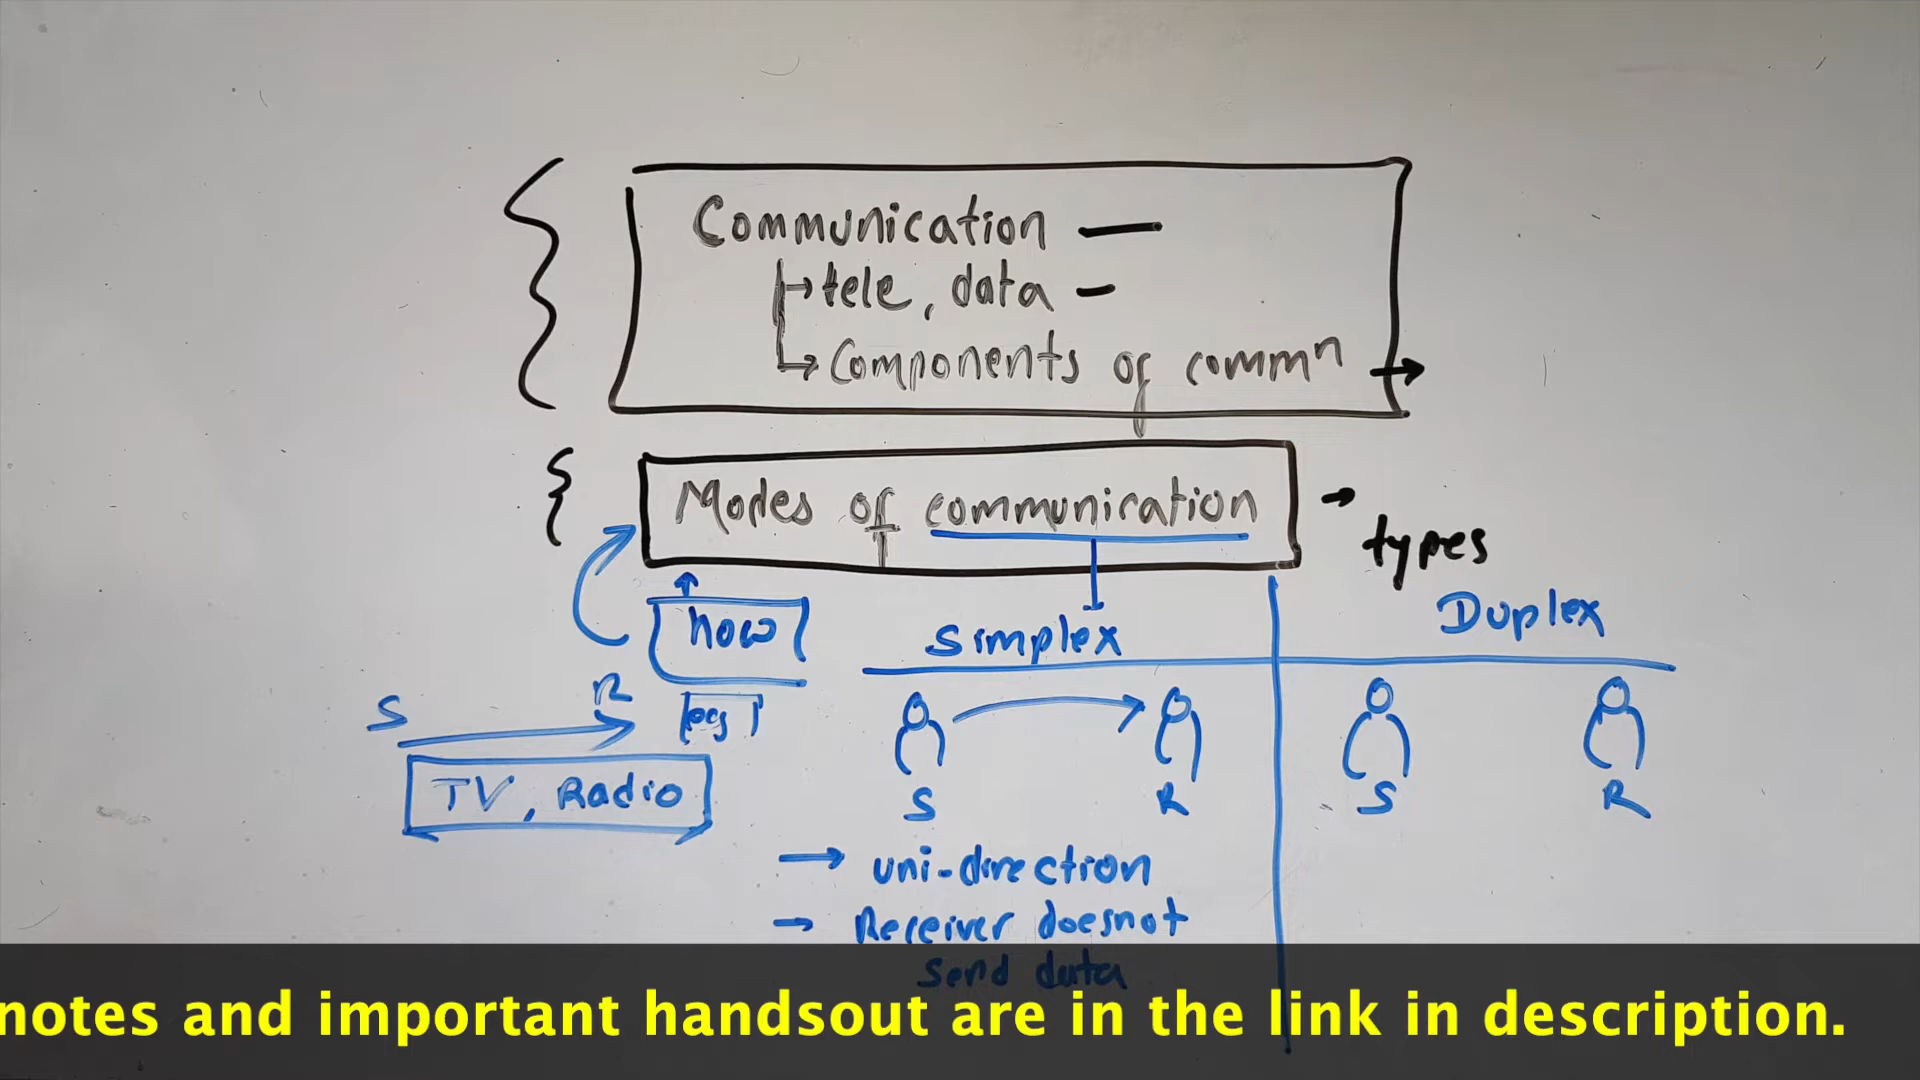 Communication —
tele, data -
Components of commn
Modes of communication
types
how
Simplex
Duplex
S R
egs
TV, Radio
S R
S R
uni-direction
Receiver doesnot
send data
notes and important handsout are in the link in description.